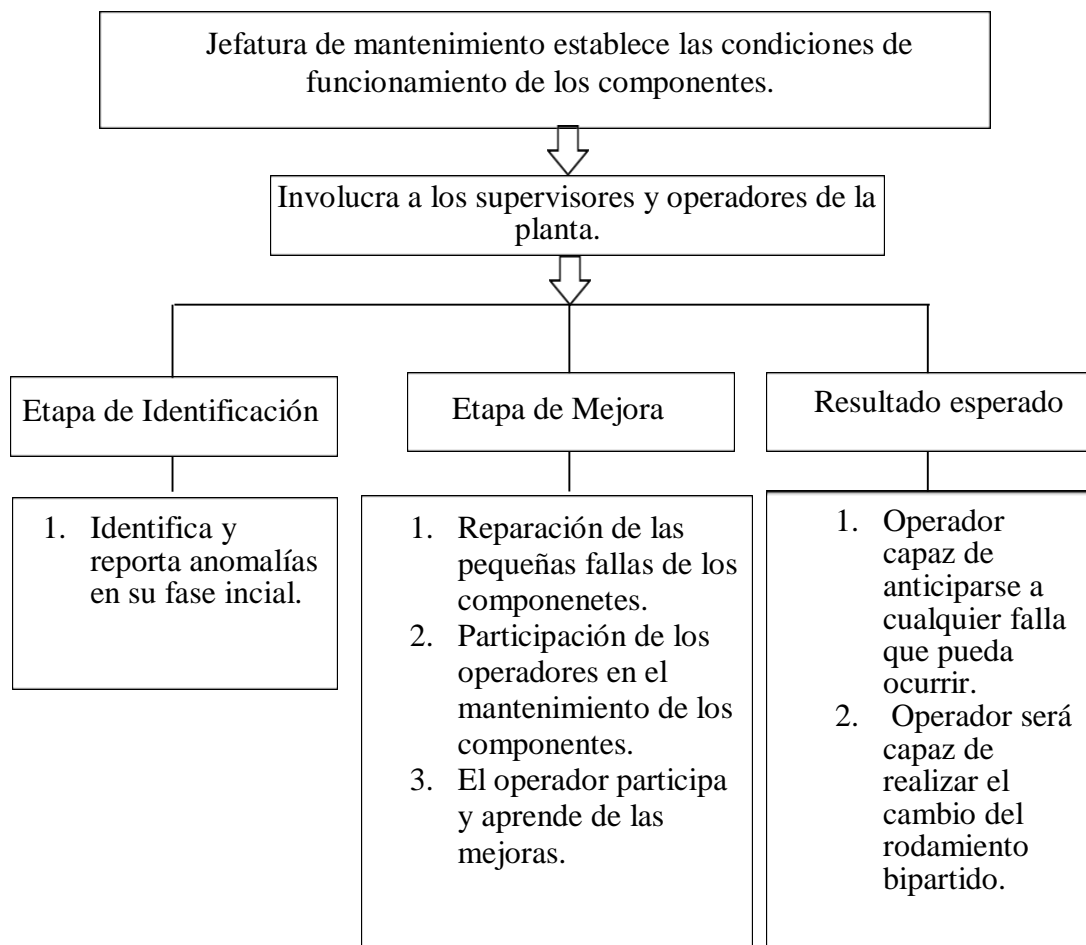 Jefatura de mantenimiento establece las condiciones de
funcionamiento de los componentes.
Involucra a los supervisores y operadores de la
planta.
Etapa de Identificación
Etapa de Mejora
Resultado esperado
1. Identifica y
reporta anomalías
en su fase incial.
1. Reparación de las
pequeñas fallas de los
componenetes.
2. Participación de los
operadores en el
mantenimiento de los
componentes.
3. El operador participa
y aprende de las
mejoras.
1. Operador
capaz de
anticiparse a
cualquier falla
que pueda
ocurrir.
2. Operador será
capaz de
realizar el
cambio del
rodamiento
bipartido.